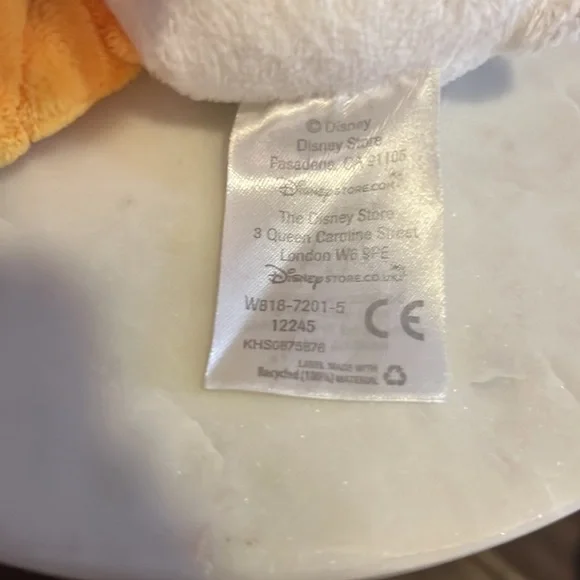 © Disney
Disney Store
Pasadena, CA 91105
DISNEYSTORE.COM
The Disney Store
3 Queen Caroline Street
London W6 9PE
DISNEYSTORE.CO.UK
W818-7201-5
12245
KHS0875876
CE
LABEL MADE WITH
Recycled (100%) MATERIAL